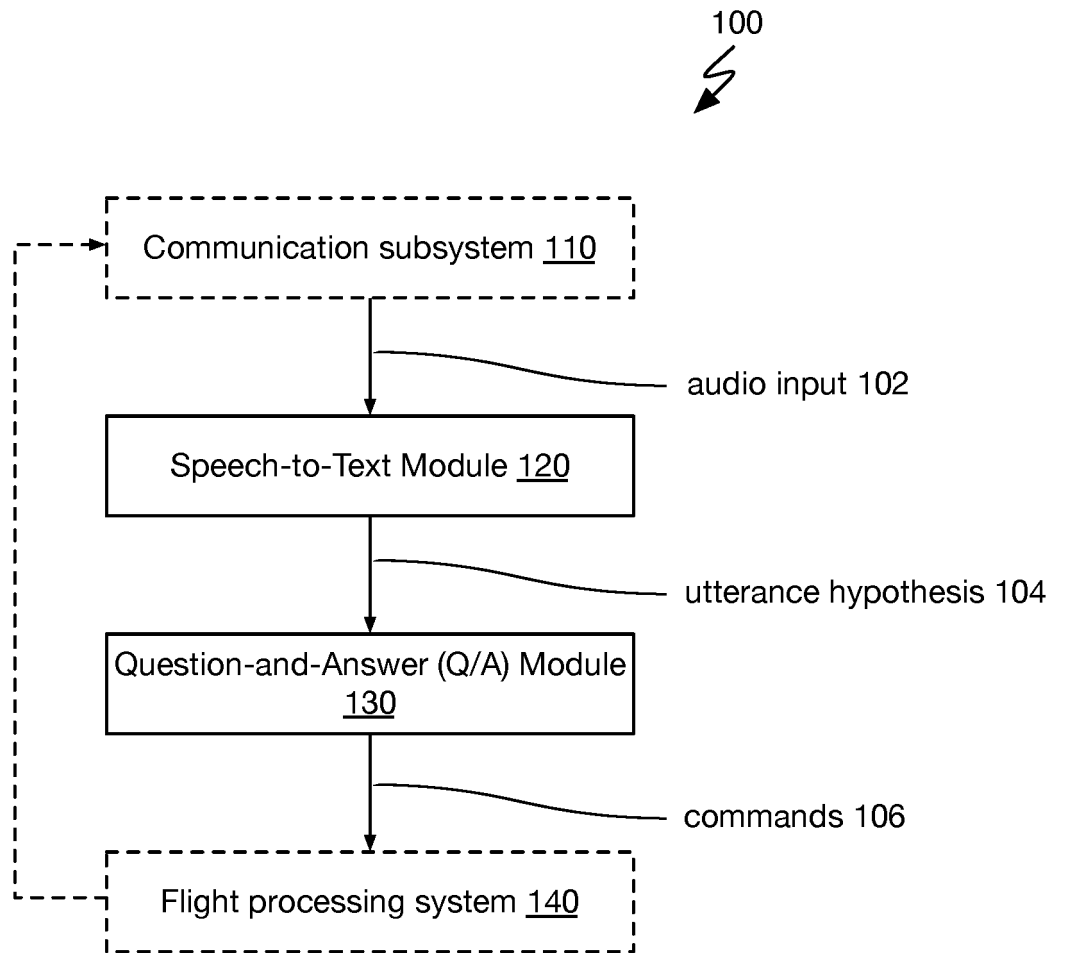 100
Communication subsystem 110
audio input 102
Speech-to-Text Module 120
utterance hypothesis 104
Question-and-Answer (Q/A) Module
130
commands 106
Flight processing system 140